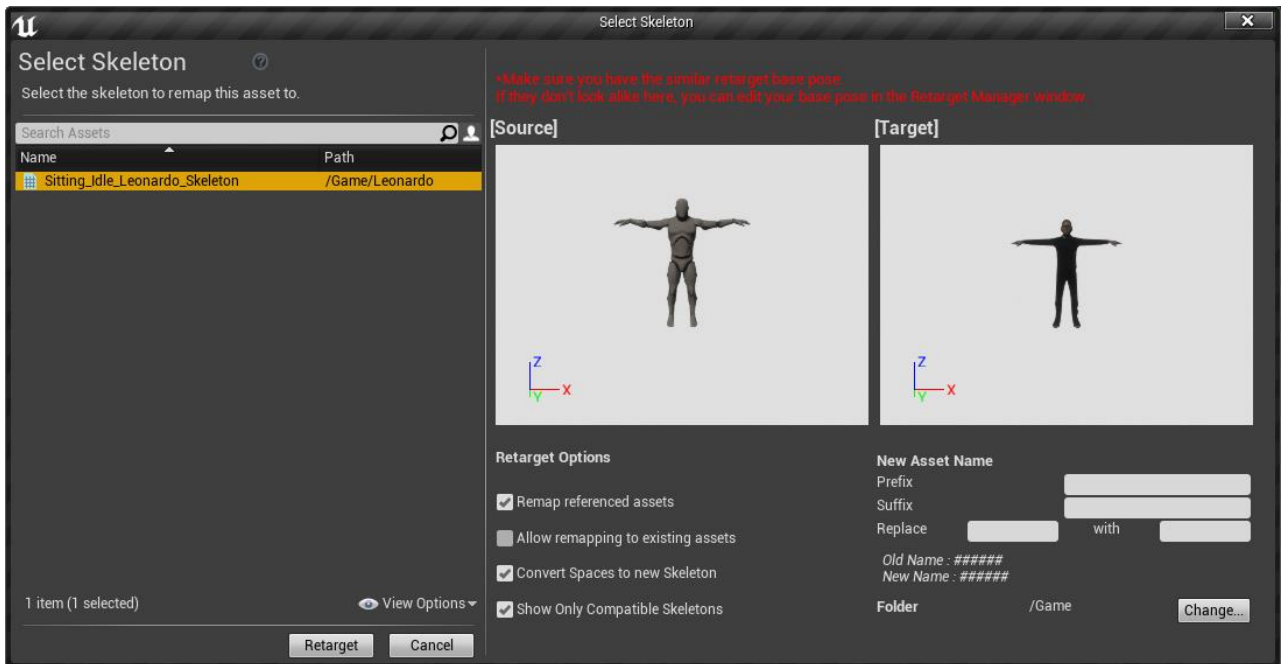 Select Skeleton
Select Skeleton
Select the skeleton to remap this asset to.
Search Assets
Name Path
Sitting_Idle_Leonardo_Skeleton /Game/Leonardo
1 item (1 selected) View Options
Retarget Cancel
*Make sure you have the similar retarget base pose.
If they don't look alike here, you can edit your base pose in the Retarget Manager window.
[Source] [Target]
Z X Y
Z X Y
Retarget Options
Remap referenced assets
Allow remapping to existing assets
Convert Spaces to new Skeleton
Show Only Compatible Skeletons
New Asset Name
Prefix
Suffix
Replace with
Old Name : ######
New Name : ######
Folder /Game Change...